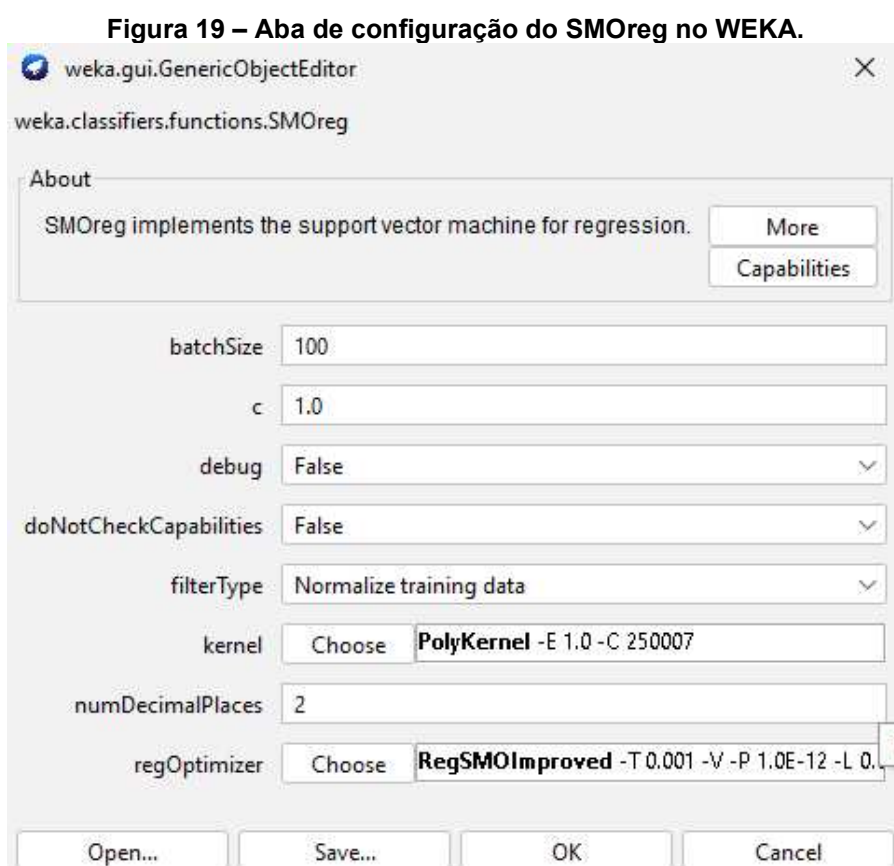 Figura 19 – Aba de configuração do SMOreg no WEKA.
weka.gui.GenericObjectEditor
weka.classifiers.functions.SMOreg
About
SMOreg implements the support vector machine for regression.
More
Capabilities
batchSize 100
c 1.0
debug False
doNotCheckCapabilities False
filterType Normalize training data
kernel Choose PolyKernel -E 1.0 -C 250007
numDecimalPlaces 2
regOptimizer Choose RegSMOImproved -T 0.001 -V -P 1.0E-12 -L 0.
Open... Save... OK Cancel